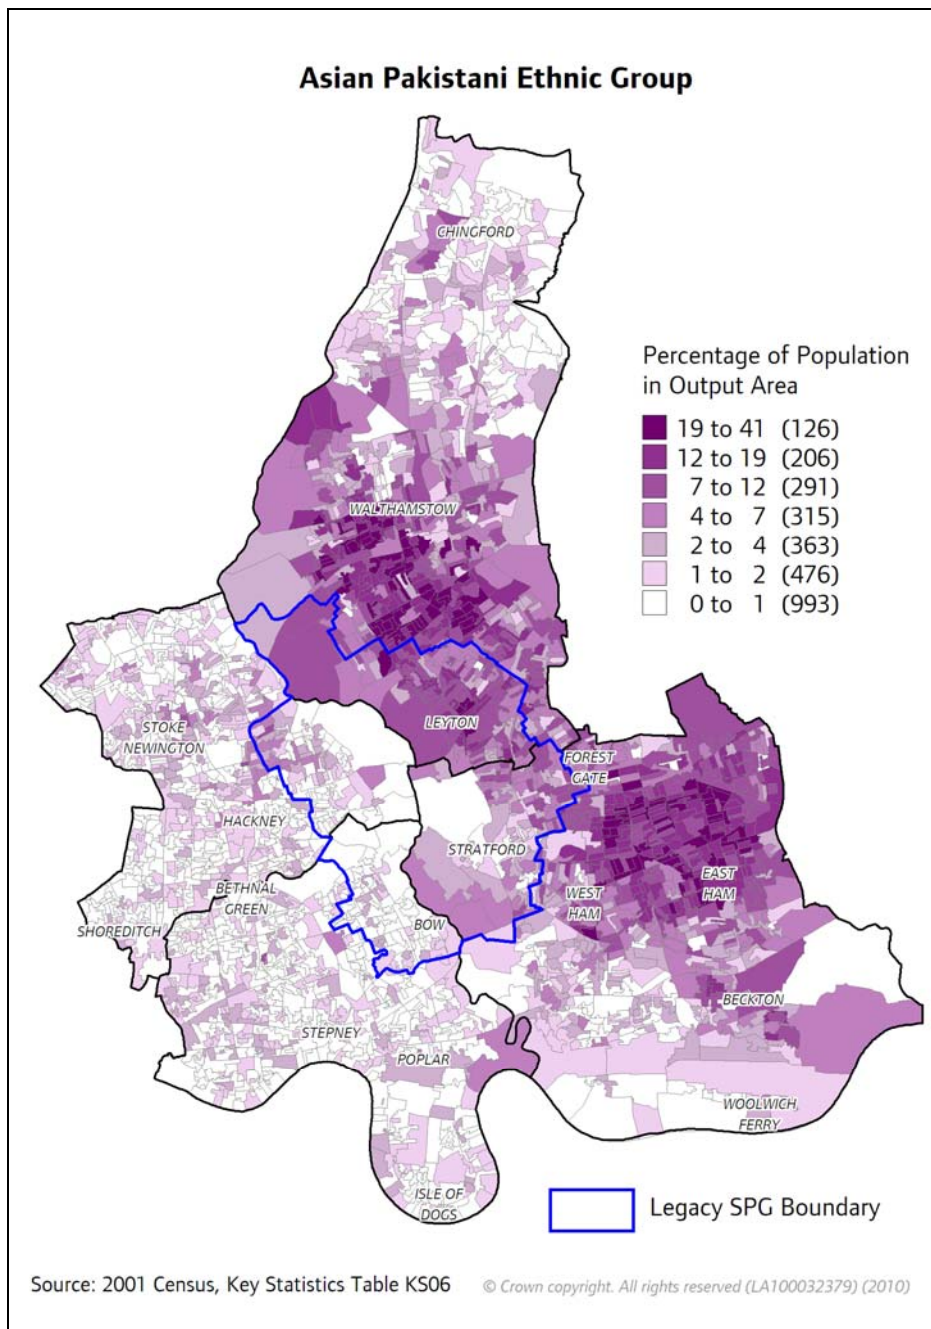 Asian Pakistani Ethnic Group
CHINGFORD
Percentage of Population
in Output Area
19 to 41 (126)
12 to 19 (206)
7 to 12 (291)
4 to 7 (315)
2 to 4 (363)
1 to 2 (476)
0 to 1 (993)
WALTHAMSTOW
LEYTON
STOKE
NEWINGTON
FOREST
GATE
HACKNEY
STRATFORD
BETHNAL
GREEN
EAST
HAM
WEST
HAM
SHOREDITCH
BOW
BECKTON
STEPNEY
POPLAR
WOOLWICH
FERRY
ISLE OF
DOGS
Legacy SPG Boundary
Source: 2001 Census, Key Statistics Table KS06
© Crown copyright. All rights reserved (LA100032379) (2010)